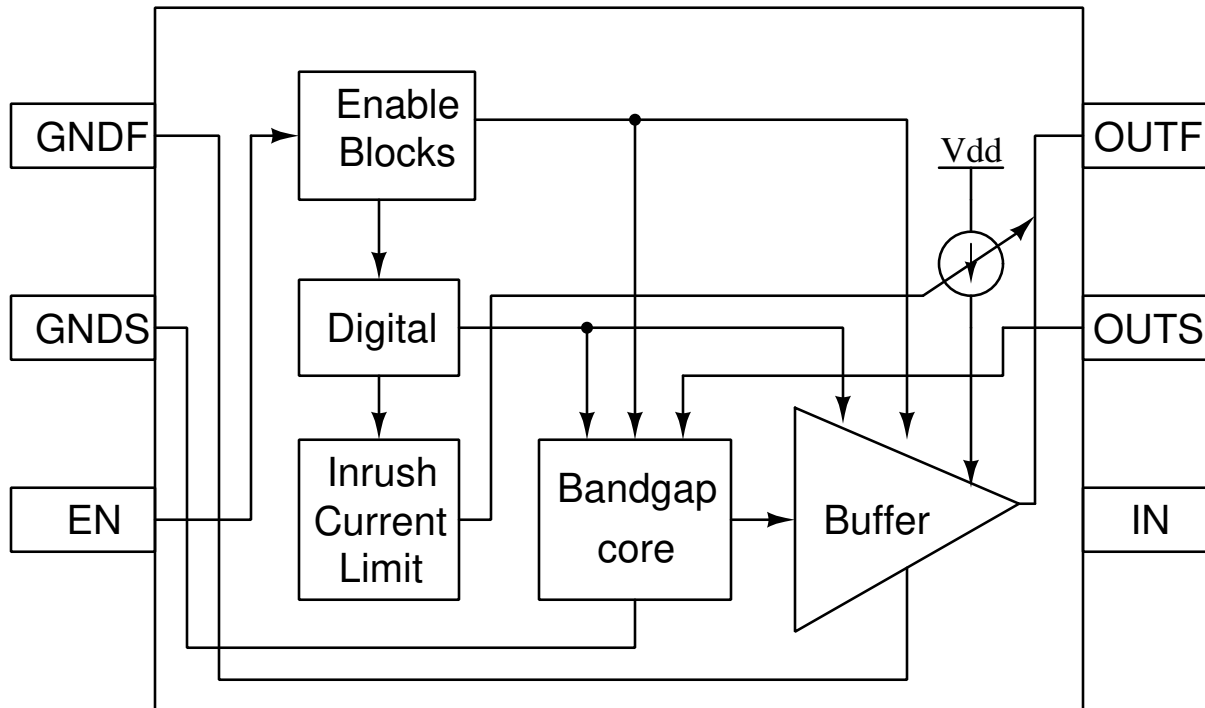 Enable
Blocks
GNDF
Vdd
OUTF
GNDS
Digital
OUTS
Inrush
Current
Limit
Bandgap
core
EN
Buffer
IN